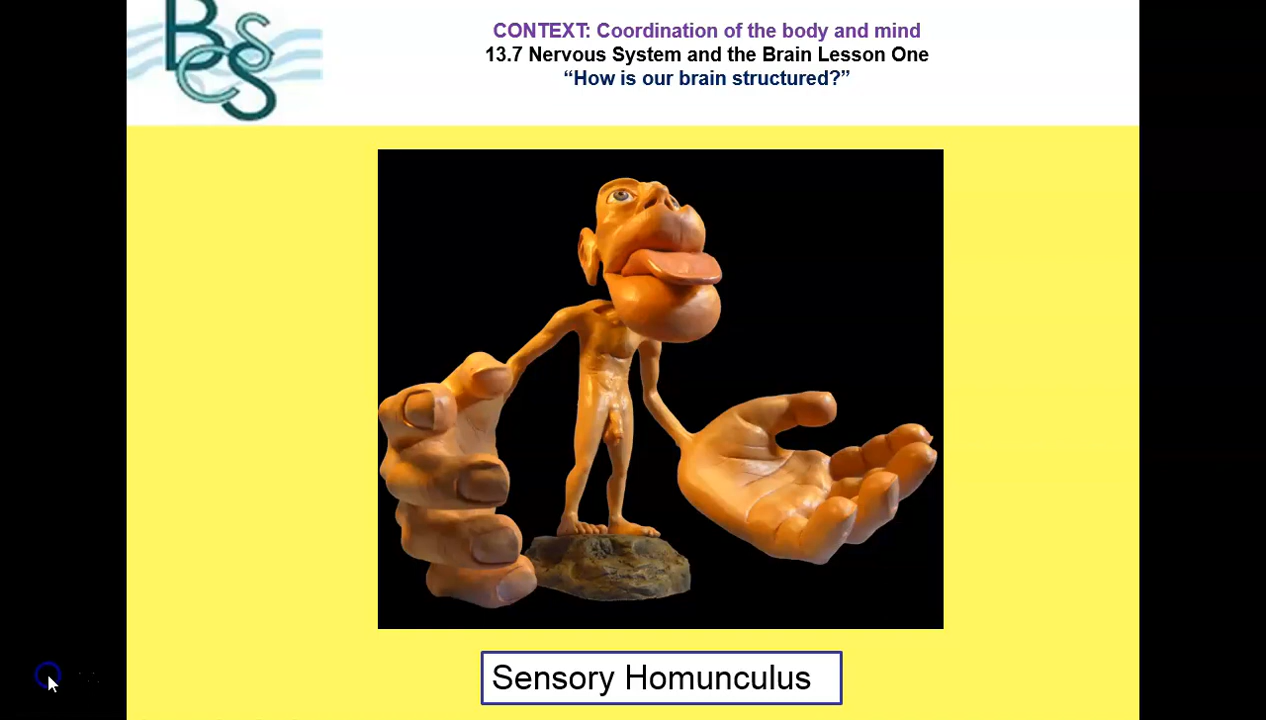 BCCS
CONTEXT: Coordination of the body and mind
13.7 Nervous System and the Brain Lesson One
“How is our brain structured?”
Sensory Homunculus